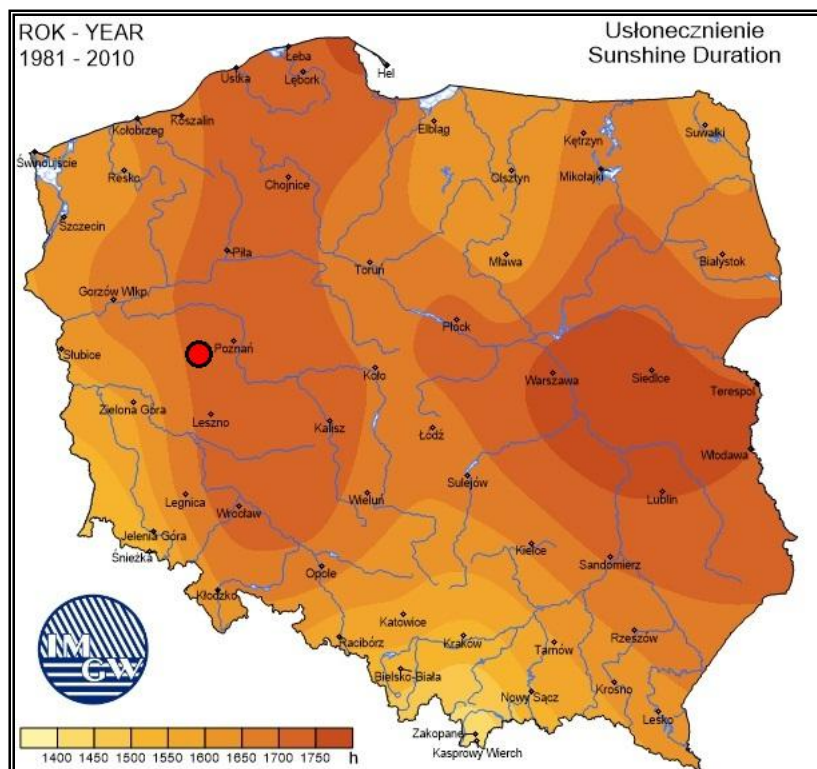 ROK - YEAR
1981 - 2010
Usłonecznienie
Sunshine Duration
Łeba
Ustka
Lębork
Hel
Kołobrzeg
Koszalin
Elbląg
Kętrzyn
Suwałki
Świnoujście
Resko
Chojnice
Olsztyn
Mikołajki
Szczecin
Piła
Toruń
Mława
Białystok
Gorzów Wlkp.
Płock
Słubice
Poznań
Koło
Warszawa
Siedlce
Terespol
Zielona Góra
Leszno
Kalisz
Łódź
Włodawa
Legnica
Wrocław
Wieluń
Sulejów
Lublin
Jelenia Góra
Śnieżka
Opole
Kielce
Sandomierz
Kłodzko
Katowice
Racibórz
Kraków
Tarnów
Rzeszów
Bielsko-Biała
Nowy Sącz
Krosno
Lesko
Zakopane
Kasprowy Wierch
IM
GW
1400 1450 1500 1550 1600 1650 1700 1750 h